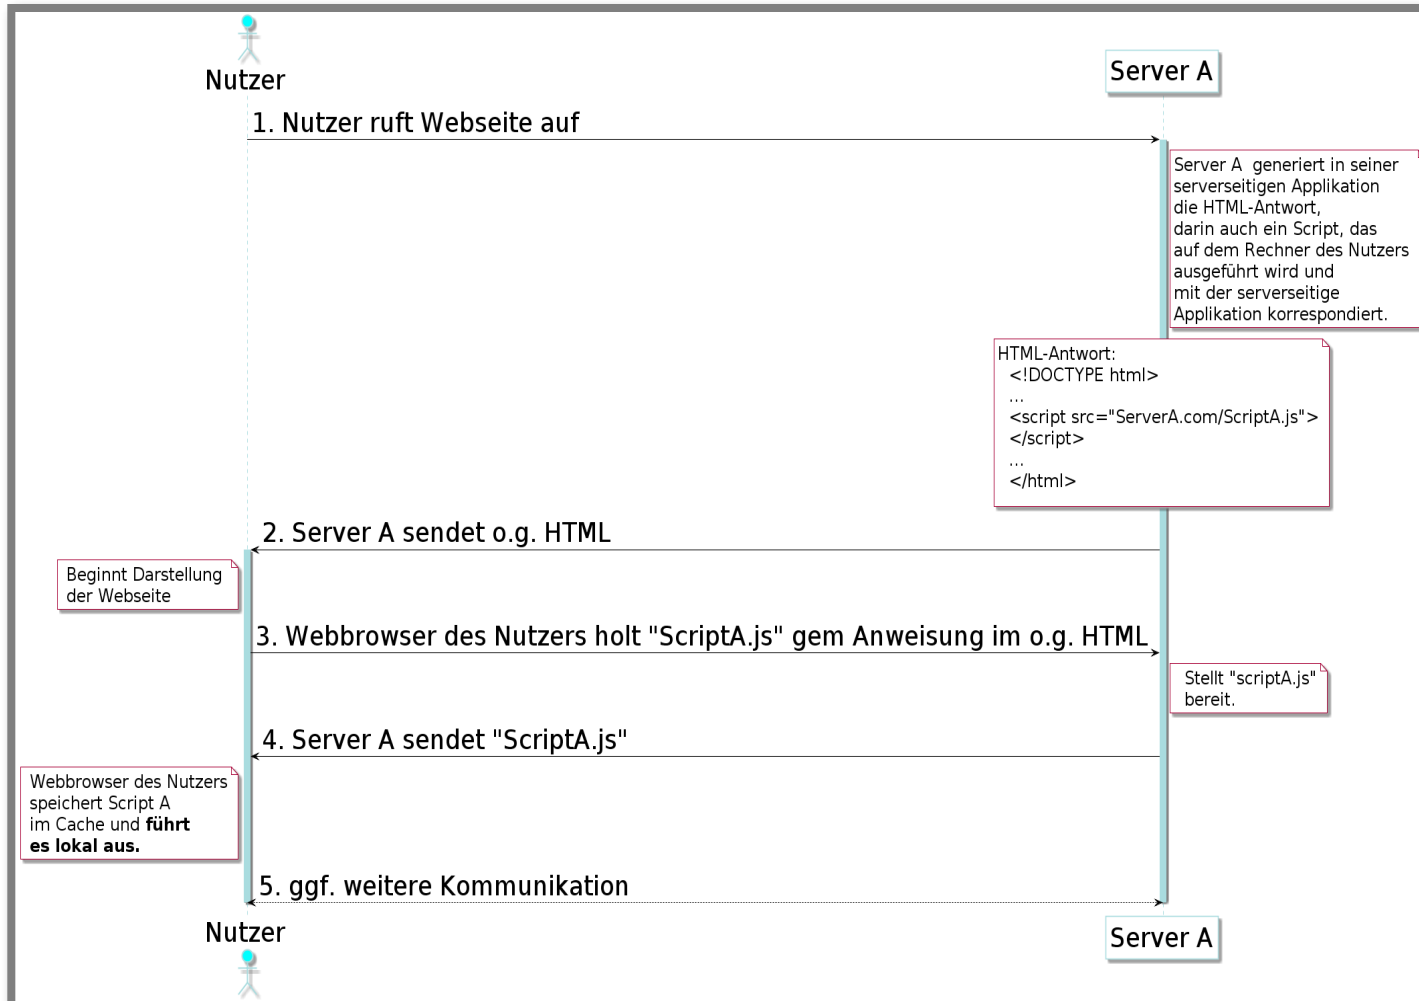 Nutzer
Server A
1. Nutzer ruft Webseite auf
Server A  generiert in seiner
serverseitigen Applikation
die HTML-Antwort,
darin auch ein Script, das
auf dem Rechner des Nutzers
ausgeführt wird und
mit der serverseitige
Applikation korrespondiert.
HTML-Antwort:
<!DOCTYPE html>
...
<script src="ServerA.com/ScriptA.js">
</script>
...
</html>
2. Server A sendet o.g. HTML
Beginnt Darstellung
der Webseite
3. Webbrowser des Nutzers holt "ScriptA.js" gem Anweisung im o.g. HTML
Stellt "scriptA.js"
bereit.
4. Server A sendet "ScriptA.js"
Webbrowser des Nutzers
speichert Script A
im Cache und führt
es lokal aus.
5. ggf. weitere Kommunikation
Nutzer
Server A